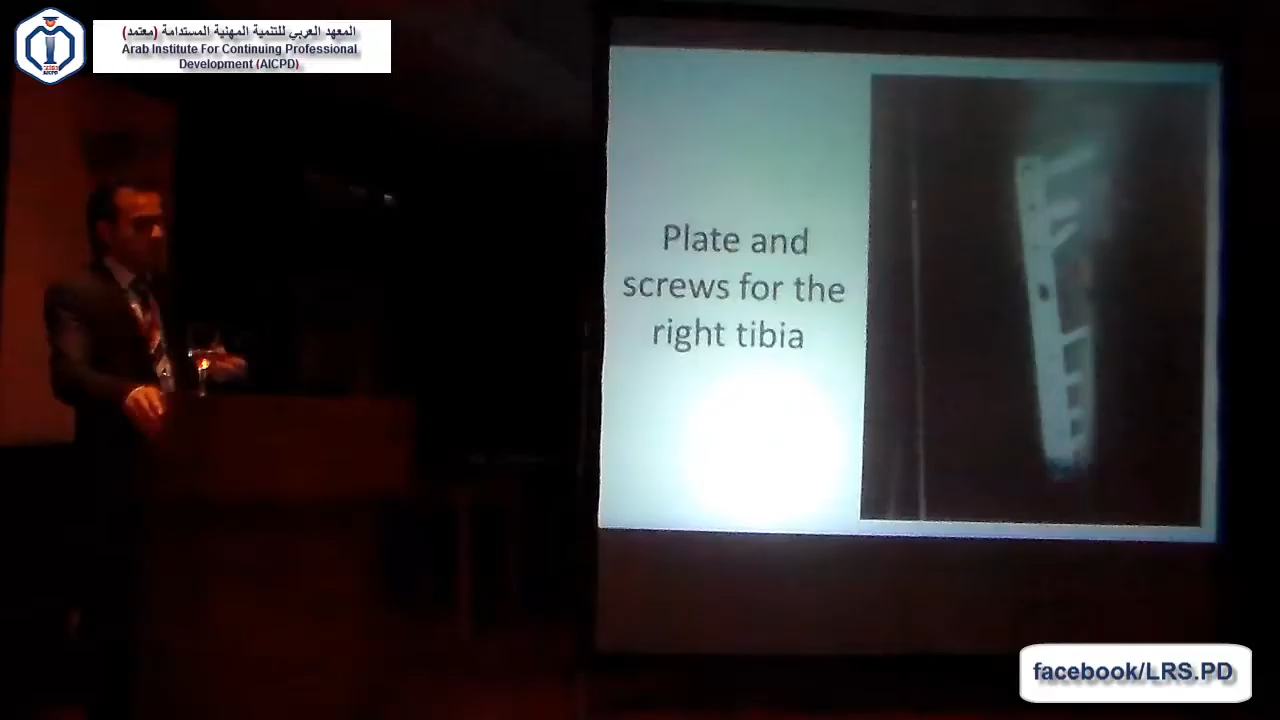 المعهد العربي للتنمية المهنية المستدامة (معتمد)
Arab Institute For Continuing Professional
Development (AICPD)
AICPD
Plate and
screws for the
right tibia
facebook/LRS.PD